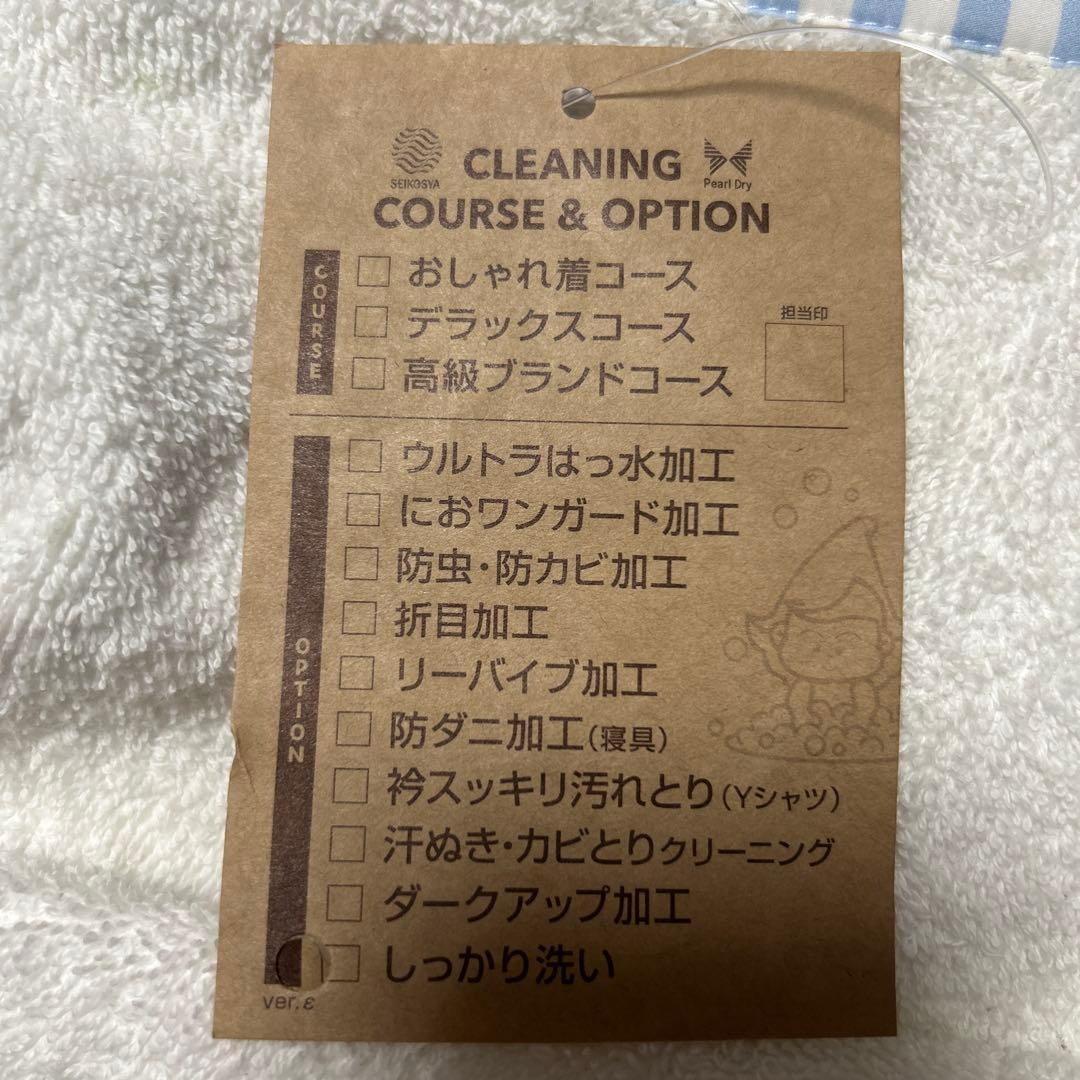 SEIKOSYA
CLEANING
Pearl Dry
COURSE & OPTION
COURSE
おしゃれ着コース
デラックスコース
高級ブランドコース
担当印
OPTION
ウルトラはっ水加工
におワンガード加工
防虫・防カビ加工
折目加工
リーバイブ加工
防ダニ加工(寝具)
衿スッキリ汚れとり(Yシャツ)
汗ぬき・カビとりクリーニング
ダークアップ加工
しっかり洗い
ver. ε